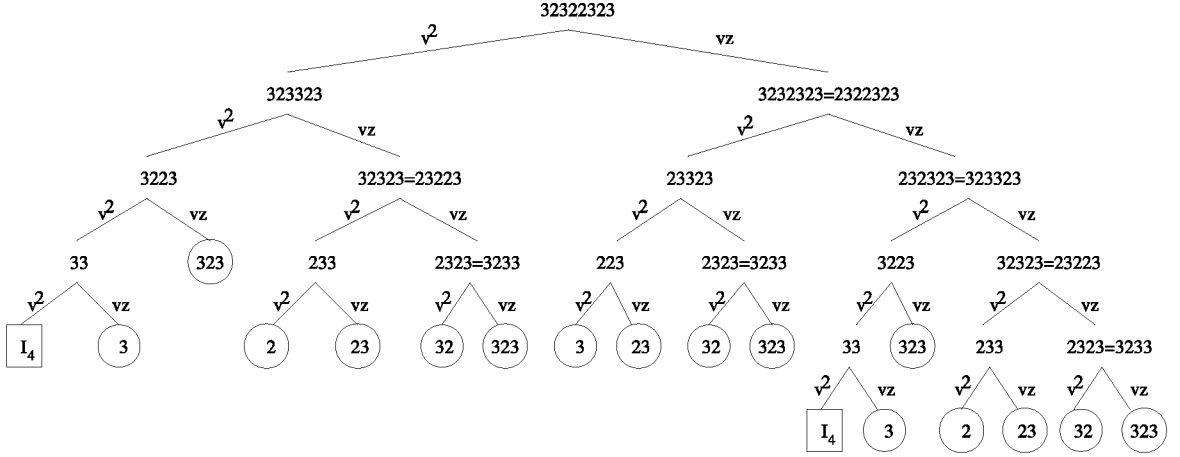 32322323
v² vz
323323 3232323=2322323
v² vz v² vz
3223 32323=23223 23323 232323=323323
v² vz v² vz v² vz v² vz
33 323 233 2323=3233 223 2323=3233 3223 32323=23223
v² vz v² vz v² vz v² vz v² vz v² vz v² vz
I₄ 3 2 23 32 323 3 23 32 323 33 323 233 2323=3233
v² vz v² vz v² vz
I₄ 3 2 23 32 323